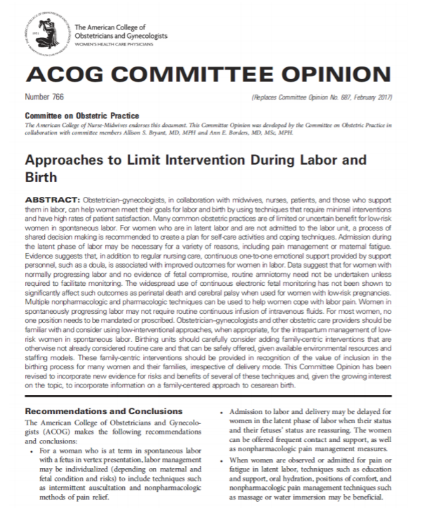 The American College of
Obstetricians and Gynecologists
WOMEN'S HEALTH CARE PHYSICIANS
ACOG COMMITTEE OPINION
Number 766
(Replaces Committee Opinion No. 687, February 2017)
Committee on Obstetric Practice
The American College of Nurse-Midwives endorses this document. This Committee Opinion was developed by the Committee on Obstetric Practice in
collaboration with committee members Allison S. Bryant, MD, MPH and Ann E. Borders, MD, MSc, MPH.
Approaches to Limit Intervention During Labor and
Birth
ABSTRACT: Obstetrician–gynecologists, in collaboration with midwives, nurses, patients, and those who support
them in labor, can help women meet their goals for labor and birth by using techniques that require minimal interventions
and have high rates of patient satisfaction. Many common obstetric practices are of limited or uncertain benefit for low-risk
women in spontaneous labor. For women who are in latent labor and are not admitted to the labor unit, a process of
shared decision making is recommended to create a plan for self-care activities and coping techniques. Admission during
the latent phase of labor may be necessary for a variety of reasons, including pain management or maternal fatigue.
Evidence suggests that, in addition to regular nursing care, continuous one-to-one emotional support provided by support
personnel, such as a doula, is associated with improved outcomes for women in labor. Data suggest that for women with
normally progressing labor and no evidence of fetal compromise, routine amniotomy need not be undertaken unless
required to facilitate monitoring. The widespread use of continuous electronic fetal monitoring has not been shown to
significantly affect such outcomes as perinatal death and cerebral palsy when used for women with low-risk pregnancies.
Multiple nonpharmacologic and pharmacologic techniques can be used to help women cope with labor pain. Women in
spontaneously progressing labor may not require routine continuous infusion of intravenous fluids. For most women, no
one position needs to be mandated or proscribed. Obstetrician–gynecologists and other obstetric care providers should be
familiar with and consider using low-interventional approaches, when appropriate, for the intrapartum management of low-
risk women in spontaneous labor. Birthing units should carefully consider adding family-centric interventions that are
otherwise not already considered routine care and that can be safely offered, given available environmental resources and
staffing models. These family-centric interventions should be provided in recognition of the value of inclusion in the
birthing process for many women and their families, irrespective of delivery mode. This Committee Opinion has been
revised to incorporate new evidence for risks and benefits of several of these techniques and, given the growing interest
on the topic, to incorporate information on a family-centered approach to cesarean birth.
Recommendations and Conclusions
The American College of Obstetricians and Gynecolo-
gists (ACOG) makes the following recommendations
and conclusions:
• For a woman who is at term in spontaneous labor
with a fetus in vertex presentation, labor management
may be individualized (depending on maternal and
fetal condition and risks) to include techniques such
as intermittent auscultation and nonpharmacologic
methods of pain relief.
• Admission to labor and delivery may be delayed for
women in the latent phase of labor when their status
and their fetuses' status are reassuring. The women
can be offered frequent contact and support, as well
as nonpharmacologic pain management measures.
• When women are observed or admitted for pain or
fatigue in latent labor, techniques such as education
and support, oral hydration, positions of comfort, and
nonpharmacologic pain management techniques such
as massage or water immersion may be beneficial.